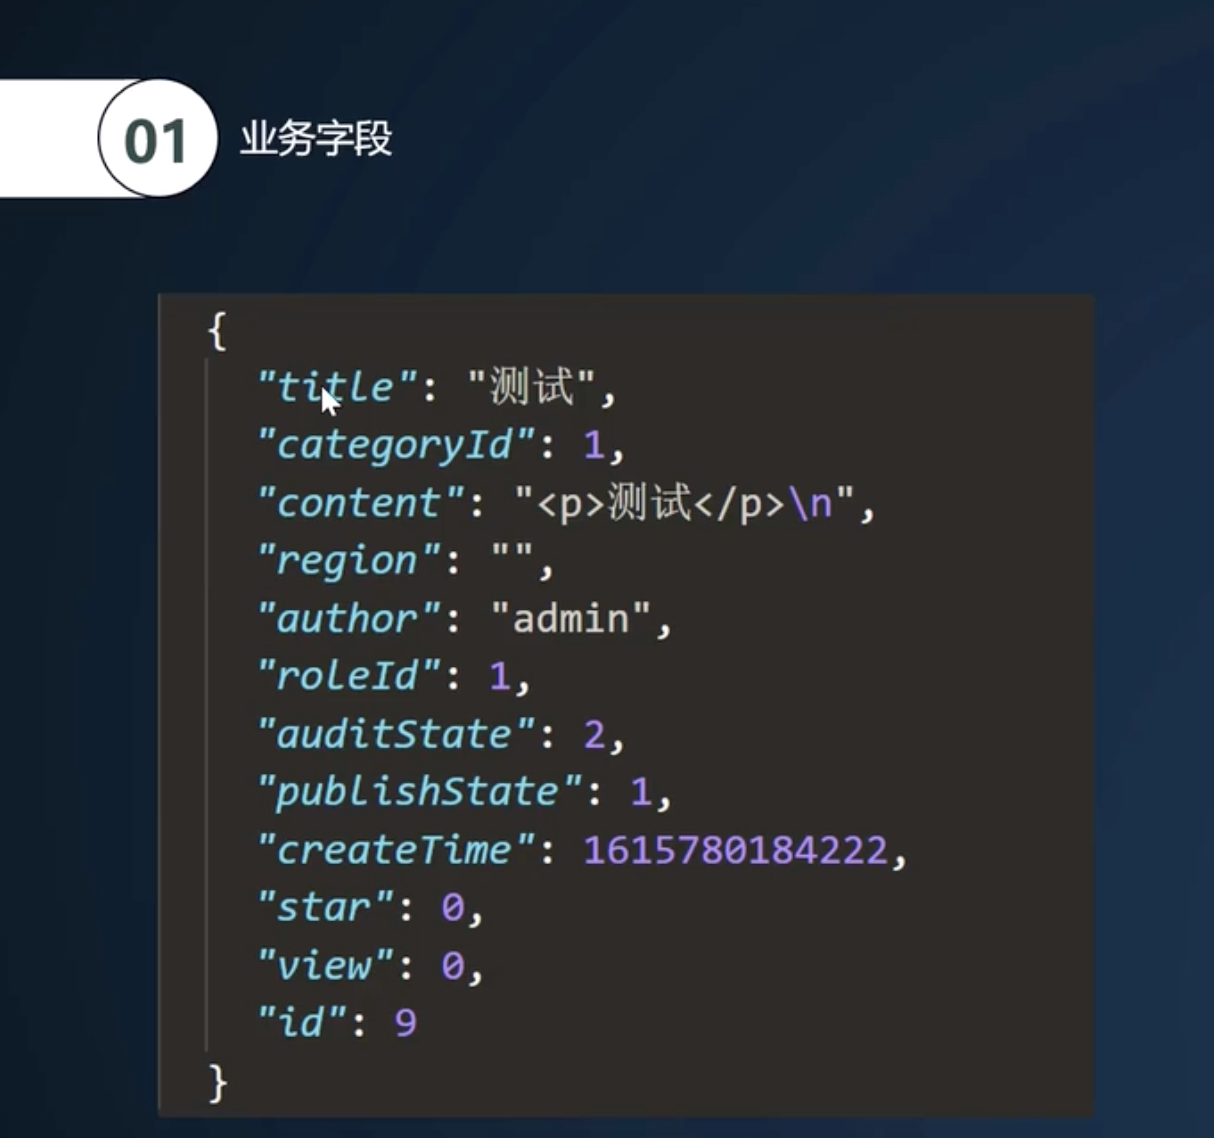 01 业务字段
{
"title": "测试",
"categoryId": 1,
"content": "<p>测试</p>\n",
"region": "",
"author": "admin",
"roleId": 1,
"auditState": 2,
"publishState": 1,
"createTime": 1615780184222,
"star": 0,
"view": 0,
"id": 9
}